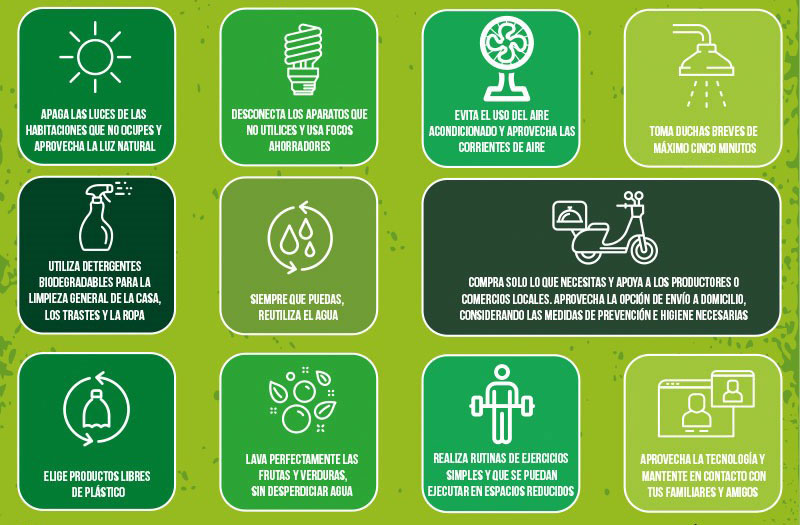 APAGA LAS LUCES DE LAS
HABITACIONES QUE NO OCUPES Y
APROVECHA LA LUZ NATURAL
DESCONECTA LOS APARATOS QUE
NO UTILICES Y USA FOCOS
AHORRADORES
EVITA EL USO DEL AIRE
ACONDICIONADO Y APROVECHA LAS
CORRIENTES DE AIRE
TOMA DUCHAS BREVES DE
MÁXIMO CINCO MINUTOS
UTILIZA DETERGENTES
BIODEGRADABLES PARA LA
LIMPIEZA GENERAL DE LA CASA,
LOS TRASTES Y LA ROPA
SIEMPRE QUE PUEDAS,
REUTILIZA EL AGUA
COMPRA SOLO LO QUE NECESITAS Y APOYA A LOS PRODUCTORES O
COMERCIOS LOCALES. APROVECHA LA OPCIÓN DE ENVÍO A DOMICILIO,
CONSIDERANDO LAS MEDIDAS DE PREVENCIÓN E HIGIENE NECESARIAS
ELIGE PRODUCTOS LIBRES
DE PLÁSTICO
LAVA PERFECTAMENTE LAS
FRUTAS Y VERDURAS,
SIN DESPERDICIAR AGUA
REALIZA RUTINAS DE EJERCICIOS
SIMPLES Y QUE SE PUEDAN
EJECUTAR EN ESPACIOS REDUCIDOS
APROVECHA LA TECNOLOGÍA Y
MANTENTE EN CONTACTO CON
TUS FAMILIARES Y AMIGOS